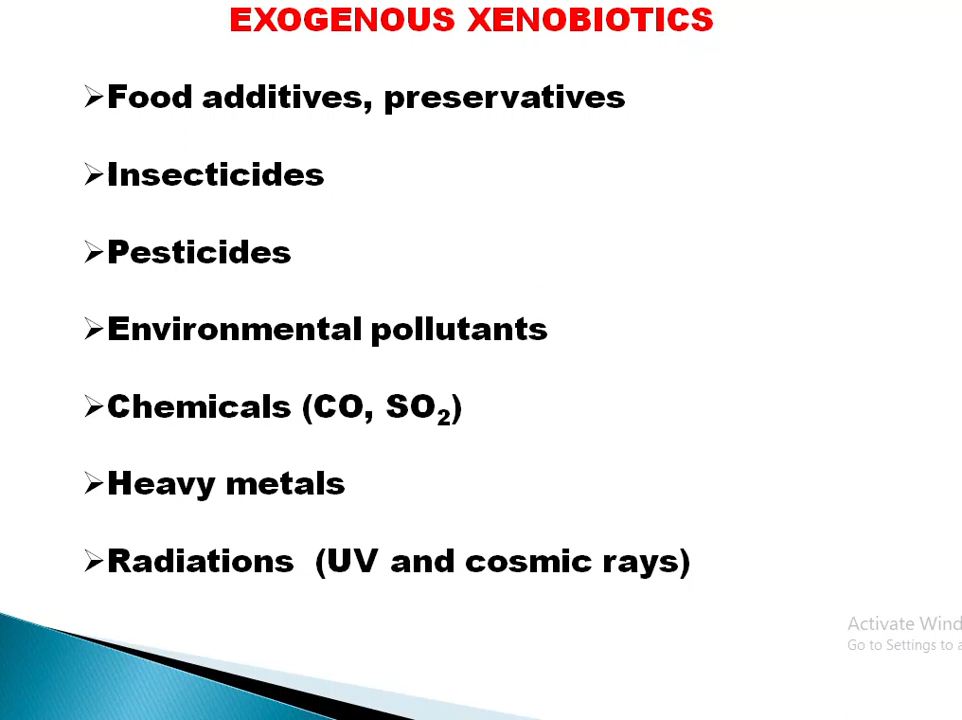 EXOGENOUS XENOBIOTICS
➢Food additives, preservatives
➢Insecticides
➢Pesticides
➢Environmental pollutants
➢Chemicals (CO, SO₂)
➢Heavy metals
➢Radiations (UV and cosmic rays)
Activate Wind
Go to Settings to a